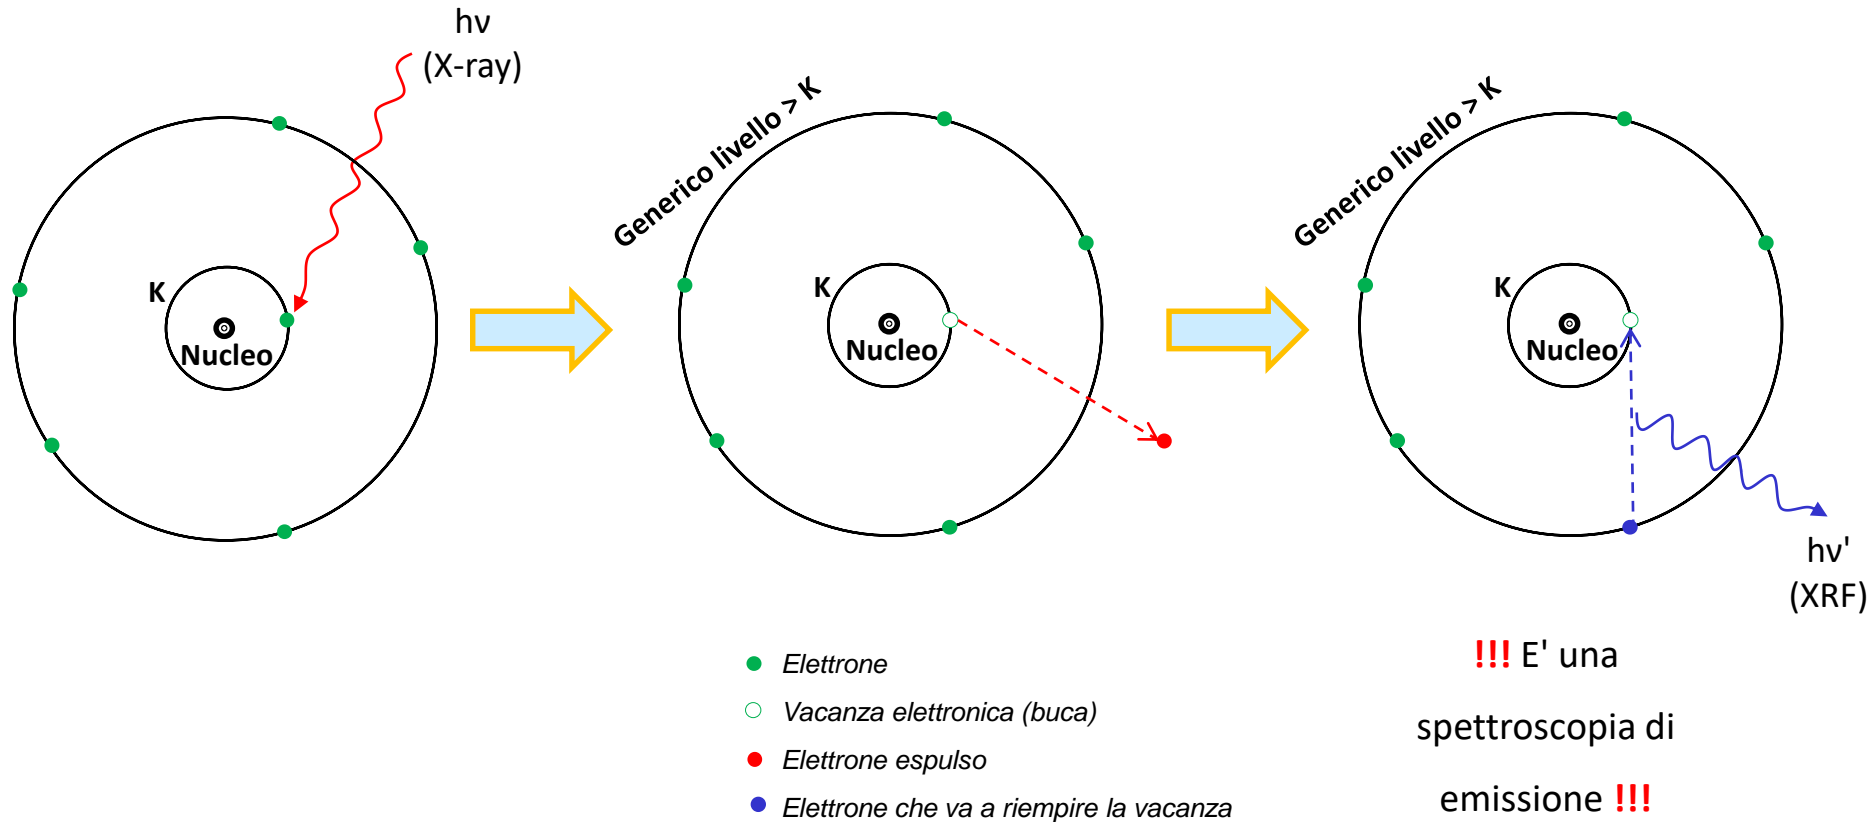 hν
(X-ray)
K
Nucleo
Generico livello > K
K
Nucleo
Generico livello > K
K
Nucleo
hν'
(XRF)
Elettrone
Vacanza elettronica (buca)
Elettrone espulso
Elettrone che va a riempire la vacanza
!!! E' una
spettroscopia di
emissione !!!